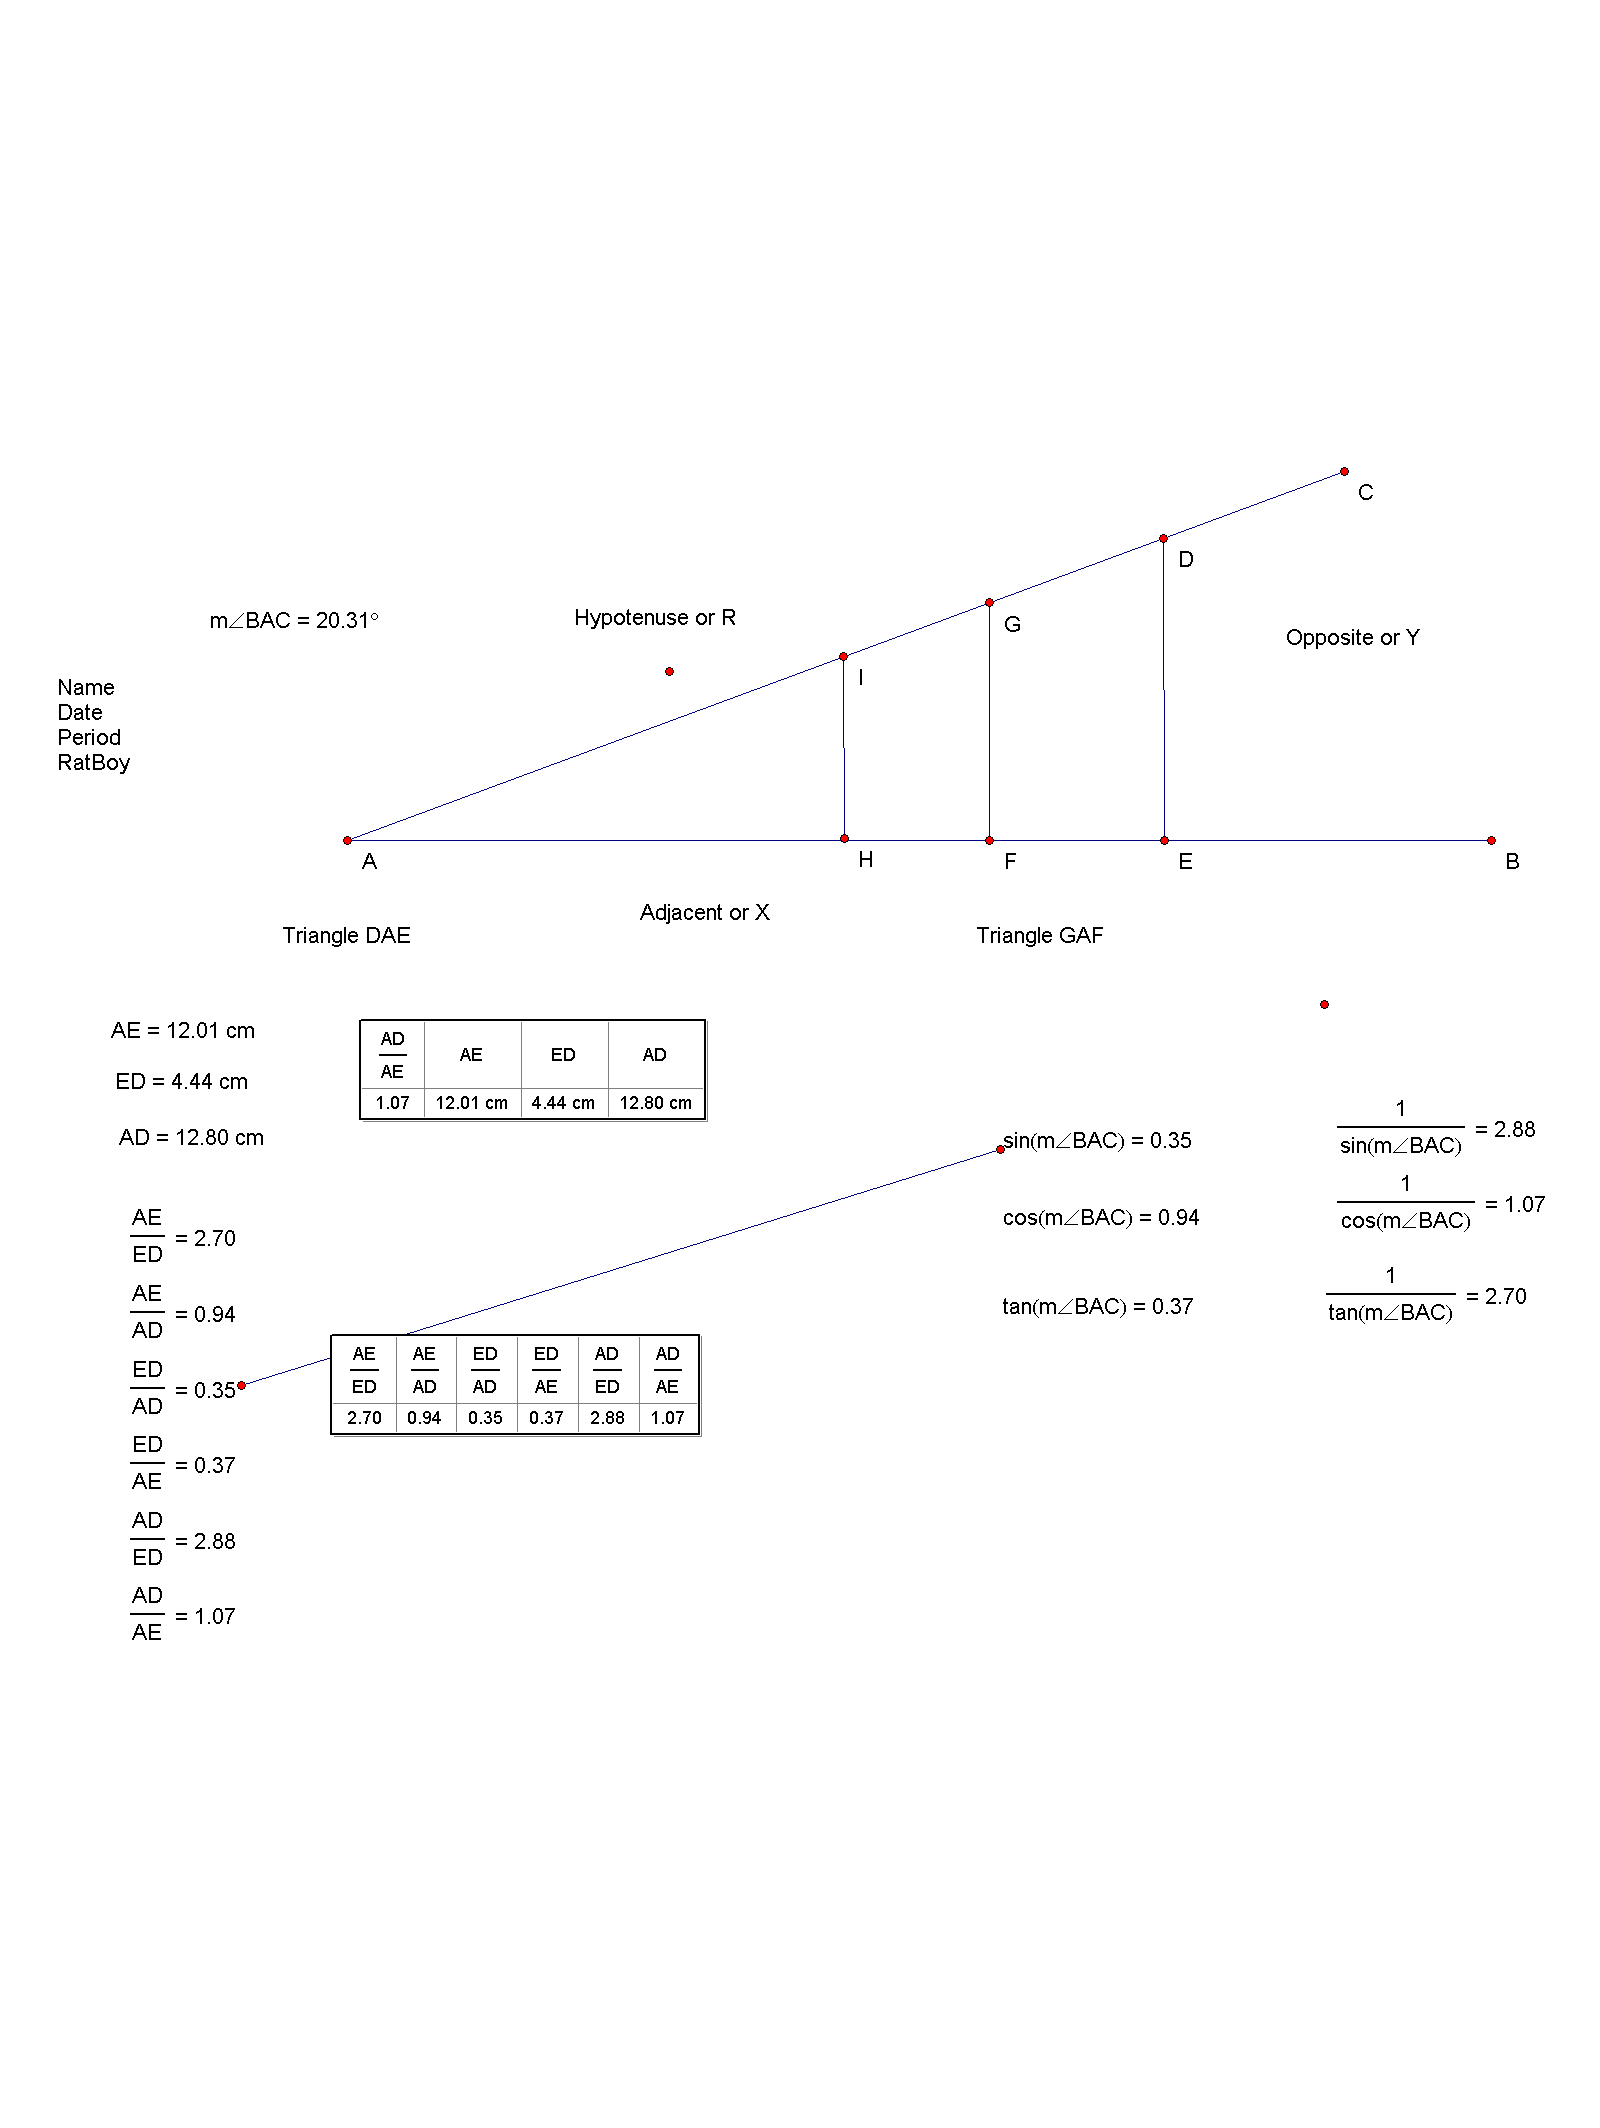 C
D
m∠BAC = 20.31°
Hypotenuse or R
G
Opposite or Y
I
Name
Date
Period
RatBoy
A
H
F
E
B
Adjacent or X
Triangle DAE
Triangle GAF
AE = 12.01 cm
ED = 4.44 cm
AD = 12.80 cm
AD/AE AE ED AD
1.07 12.01 cm 4.44 cm 12.80 cm
sin(m∠BAC) = 0.35
1/sin(m∠BAC) = 2.88
cos(m∠BAC) = 0.94
1/cos(m∠BAC) = 1.07
tan(m∠BAC) = 0.37
1/tan(m∠BAC) = 2.70
AE/ED = 2.70
AE/AD = 0.94
ED/AD = 0.35
ED/AE = 0.37
AD/ED = 2.88
AD/AE = 1.07
AE/ED AE/AD ED/AD ED/AE AD/ED AD/AE
2.70 0.94 0.35 0.37 2.88 1.07